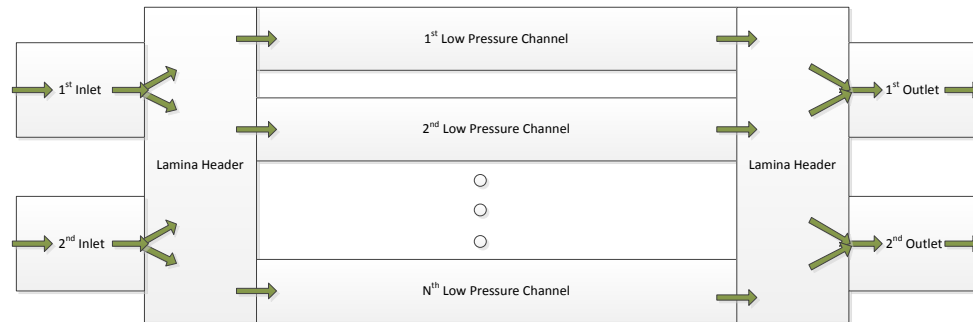 1st Low Pressure Channel
1st Inlet
1st Outlet
2nd Low Pressure Channel
Lamina Header
Lamina Header
2nd Inlet
2nd Outlet
Nth Low Pressure Channel